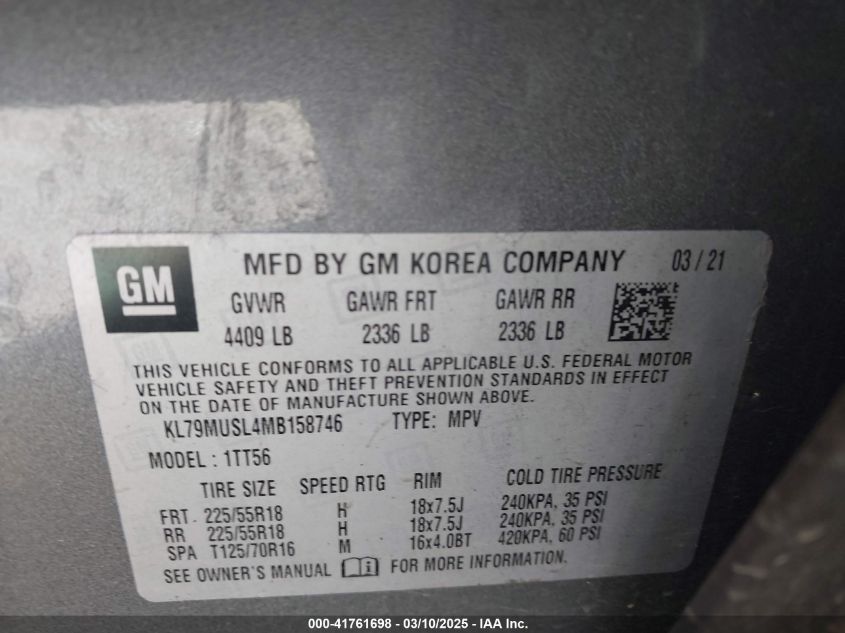 GM
MFD BY GM KOREA COMPANY 03/21
GVWR GAWR FRT GAWR RR
4409 LB 2336 LB 2336 LB
THIS VEHICLE CONFORMS TO ALL APPLICABLE U.S. FEDERAL MOTOR
VEHICLE SAFETY AND THEFT PREVENTION STANDARDS IN EFFECT
ON THE DATE OF MANUFACTURE SHOWN ABOVE.
KL79MUSL4MB158746 TYPE: MPV
MODEL: 1TT56
TIRE SIZE SPEED RTG RIM COLD TIRE PRESSURE
FRT 225/55R18 H 18x7.5J 240KPA, 35 PSI
RR 225/55R18 H 18x7.5J 240KPA, 35 PSI
SPA T125/70R16 M 16x4.0BT 420KPA, 60 PSI
SEE OWNER'S MANUAL FOR MORE INFORMATION.
000-41761698 - 03/10/2025 - IAA Inc.